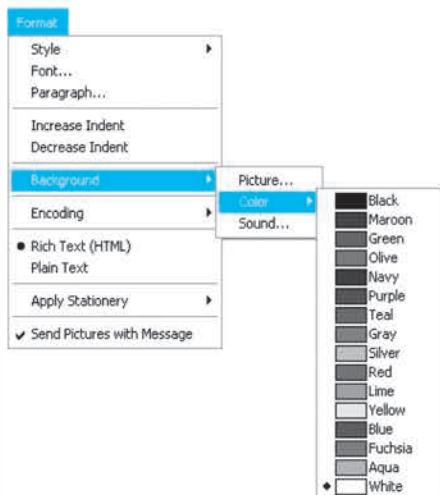 Format
Style
Font...
Paragraph...
Increase Indent
Decrease Indent
Background
Encoding
Rich Text (HTML)
Plain Text
Apply Stationery
Send Pictures with Message
Picture...
Color
Sound...
Black
Maroon
Green
Olive
Navy
Purple
Teal
Gray
Silver
Red
Lime
Yellow
Blue
Fuchsia
Aqua
White